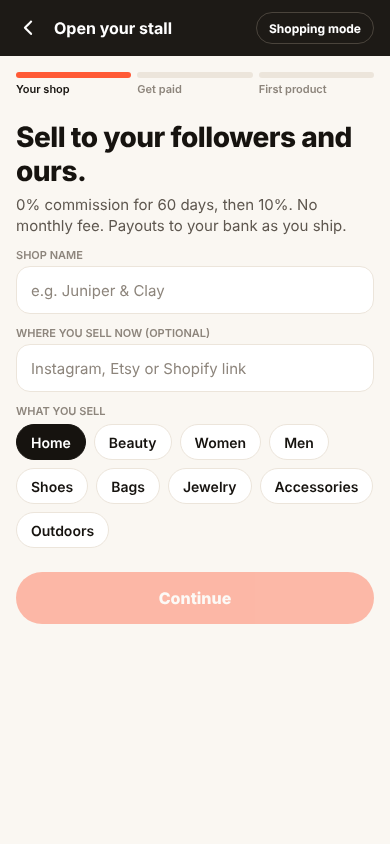 Open your stall
Shopping mode
Your shop
Get paid
First product
Sell to your followers and
ours.
0% commission for 60 days, then 10%. No
monthly fee. Payouts to your bank as you ship.
SHOP NAME
e.g. Juniper & Clay
WHERE YOU SELL NOW (OPTIONAL)
Instagram, Etsy or Shopify link
WHAT YOU SELL
Home
Beauty
Women
Men
Shoes
Bags
Jewelry
Accessories
Outdoors
Continue